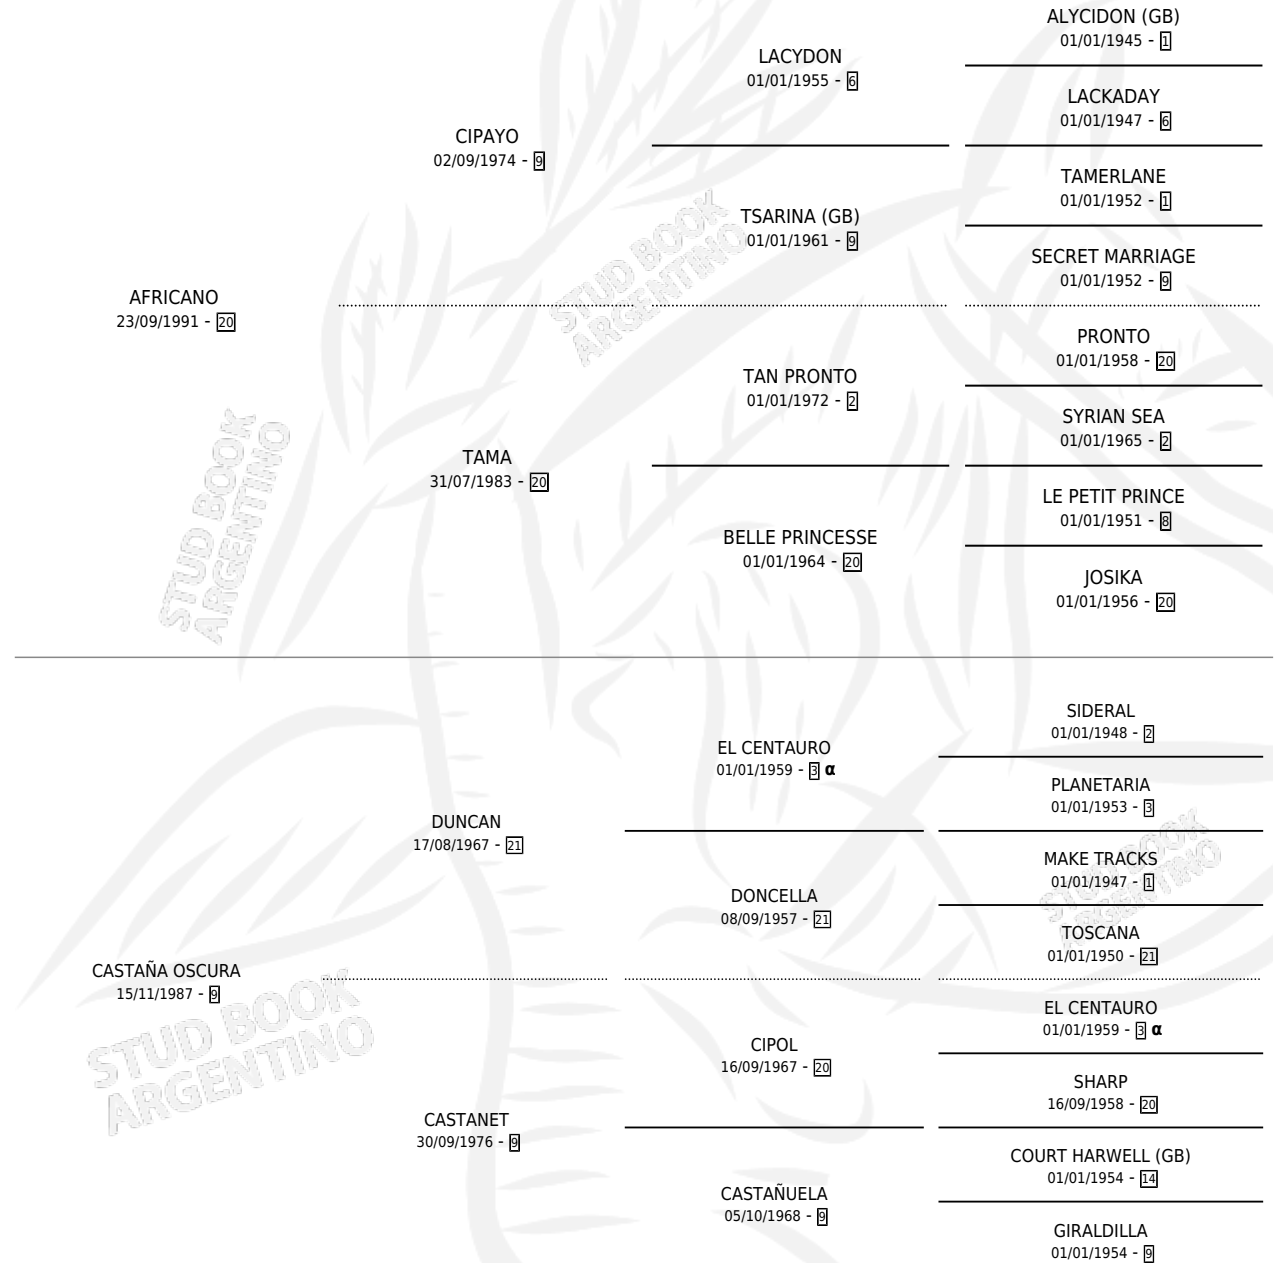 ALYCIDON (GB)
01/01/1945 - 1
LACYDON
01/01/1955 - 6
LACKADAY
01/01/1947 - 6
CIPAYO
02/09/1974 - 9
TAMERLANE
01/01/1952 - 1
TSARINA (GB)
01/01/1961 - 9
SECRET MARRIAGE
01/01/1952 - 9
AFRICANO
23/09/1991 - 20
PRONTO
01/01/1958 - 20
TAN PRONTO
01/01/1972 - 2
SYRIAN SEA
01/01/1965 - 2
TAMA
31/07/1983 - 20
LE PETIT PRINCE
01/01/1951 - 8
BELLE PRINCESSE
01/01/1964 - 20
JOSIKA
01/01/1956 - 20
SIDERAL
01/01/1948 - 2
EL CENTAURO
01/01/1959 - 3 α
PLANETARIA
01/01/1953 - 3
DUNCAN
17/08/1967 - 21
MAKE TRACKS
01/01/1947 - 1
DONCELLA
08/09/1957 - 21
TOSCANA
01/01/1950 - 21
CASTAÑA OSCURA
15/11/1987 - 9
EL CENTAURO
01/01/1959 - 3 α
CIPOL
16/09/1967 - 20
SHARP
16/09/1958 - 20
CASTANET
30/09/1976 - 9
COURT HARWELL (GB)
01/01/1954 - 14
CASTAÑUELA
05/10/1968 - 9
GIRALDILLA
01/01/1954 - 9
STUD BOOK
ARGENTINO
STUD BOOK
ARGENTINO
STUD BOOK
ARGENTINO
STUD BOOK
ARGENTINO